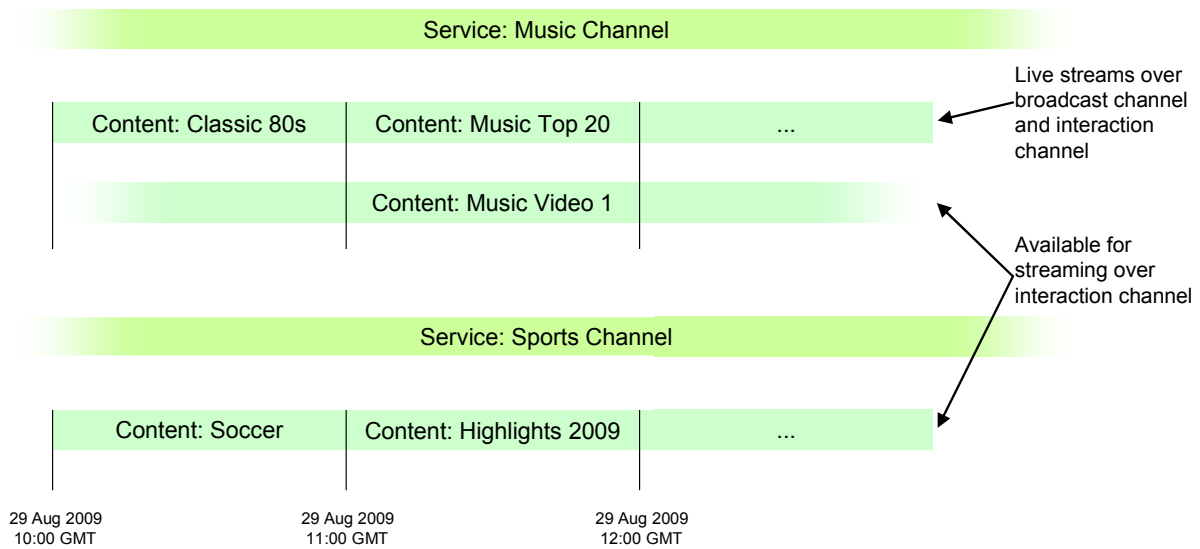 Service: Music Channel
Live streams over
broadcast channel
and interaction
channel
Content: Classic 80s
Content: Music Top 20
...
Content: Music Video 1
Available for
streaming over
interaction channel
Service: Sports Channel
Content: Soccer
Content: Highlights 2009
...
29 Aug 2009
10:00 GMT
29 Aug 2009
11:00 GMT
29 Aug 2009
12:00 GMT